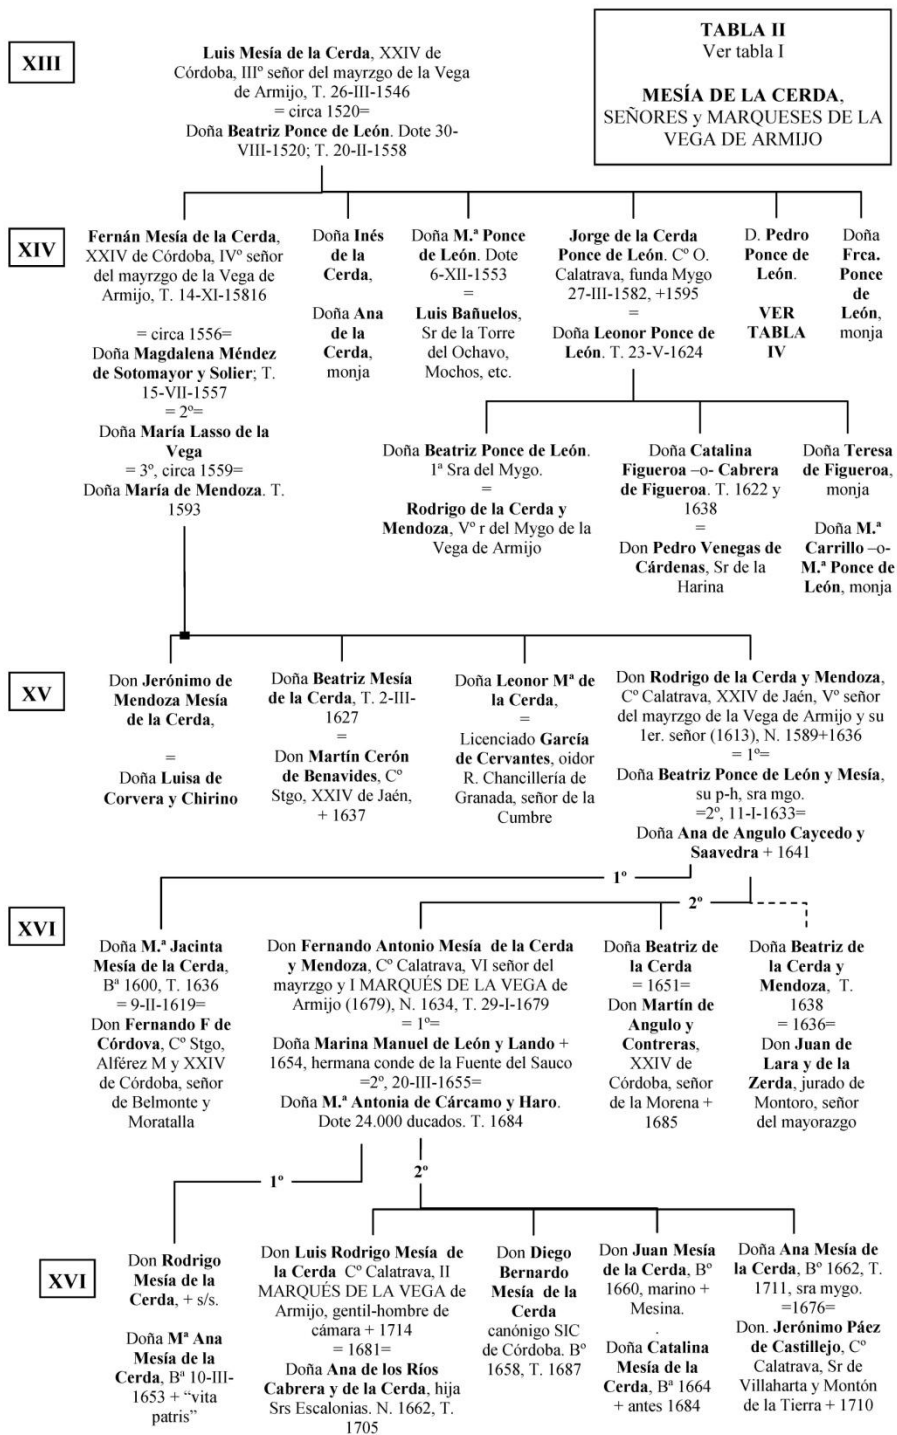 XIII
Luis Mesía de la Cerda, XXIV de
Córdoba, IIIº señor del mayrzgo de la Vega
de Armijo, T. 26-III-1546
= circa 1520=
Doña Beatriz Ponce de León. Dote 30-
VIII-1520; T. 20-II-1558
TABLA II
Ver tabla I
MESÍA DE LA CERDA,
SEÑORES y MARQUESES DE LA
VEGA DE ARMIJO
XIV
Fernán Mesía de la Cerda,
XXIV de Córdoba, IVº señor
del mayrzgo de la Vega de
Armijo, T. 14-XI-15816
= circa 1556=
Doña Magdalena Méndez
de Sotomayor y Solier; T.
15-VII-1557
= 2º=
Doña María Lasso de la
Vega
= 3º, circa 1559=
Doña María de Mendoza. T.
1593
Doña Inés
de la
Cerda,
Doña Ana
de la
Cerda,
monja
Doña M.ª Ponce
de León. Dote
6-XII-1553
=
Luis Bañuelos,
Sr de la Torre
del Ochavo,
Mochos, etc.
Jorge de la Cerda
Ponce de León. Cº O.
Calatrava, funda Mygo
27-III-1582, +1595
=
Doña Leonor Ponce de
León. T. 23-V-1624
D. Pedro
Ponce de
León.
VER
TABLA
IV
Doña
Frca.
Ponce
de
León,
monja
Doña Beatriz Ponce de León.
1ª Sra del Mygo.
=
Rodrigo de la Cerda y
Mendoza, Vº r del Mygo de la
Vega de Armijo
Doña Catalina
Figueroa –o- Cabrera
de Figueroa. T. 1622 y
1638
=
Don Pedro Venegas de
Cárdenas, Sr de la
Harina
Doña Teresa
de Figueroa,
monja
Doña M.ª
Carrillo –o-
M.ª Ponce de
León, monja
XV
Don Jerónimo de
Mendoza Mesía
de la Cerda,
=
Doña Luisa de
Corvera y Chirino
Doña Beatriz Mesía
de la Cerda, T. 2-III-
1627
=
Don Martín Cerón
de Benavides, Cº
Stgo, XXIV de Jaén,
+ 1637
Doña Leonor Mª de
la Cerda,
=
Licenciado García
de Cervantes, oidor
R. Chancillería de
Granada, señor de la
Cumbre
Don Rodrigo de la Cerda y Mendoza,
Cº Calatrava, XXIV de Jaén, Vº señor
del mayrzgo de la Vega de Armijo y su
1er. señor (1613), N. 1589+1636
= 1º=
Doña Beatriz Ponce de León y Mesía,
su p-h, sra mgo.
=2º, 11-I-1633=
Doña Ana de Angulo Caycedo y
Saavedra + 1641
1º
2º
XVI
Doña M.ª Jacinta
Mesía de la Cerda,
Bª 1600, T. 1636
= 9-II-1619=
Don Fernando F de
Córdova, Cº Stgo,
Alférez M y XXIV
de Córdoba, señor
de Belmonte y
Moratalla
Don Fernando Antonio Mesía de la Cerda
y Mendoza, Cº Calatrava, VI señor del
mayrzgo y I MARQUÉS DE LA VEGA de
Armijo (1679), N. 1634, T. 29-I-1679
= 1º=
Doña Marina Manuel de León y Lando +
1654, hermana conde de la Fuente del Sauco
=2º, 20-III-1655=
Doña M.ª Antonia de Cárcamo y Haro.
Dote 24.000 ducados. T. 1684
Doña Beatriz de
la Cerda
= 1651=
Don Martín de
Angulo y
Contreras,
XXIV de
Córdoba, señor
de la Morena +
1685
Doña Beatriz de
la Cerda y
Mendoza, T.
1638
= 1636=
Don Juan de
Lara y de la
Zerda, jurado de
Montoro, señor
del mayorazgo
1º
2º
XVI
Don Rodrigo
Mesía de la
Cerda, + s/s.
Doña Mª Ana
Mesía de la
Cerda, Bª 10-III-
1653 + “vita
patris”
Don Luis Rodrigo Mesía de
la Cerda Cº Calatrava, II
MARQUÉS DE LA VEGA de
Armijo, gentil-hombre de
cámara + 1714
= 1681=
Doña Ana de los Ríos
Cabrera y de la Cerda, hija
Srs Escalonias. N. 1662, T.
1705
Don Diego
Bernardo
Mesía de la
Cerda
canónigo SIC
de Córdoba. Bº
1658, T. 1687
Don Juan Mesía
de la Cerda, Bº
1660, marino +
Mesina.
.
Doña Catalina
Mesía de la
Cerda, Bª 1664
+ antes 1684
Doña Ana Mesía de
la Cerda, Bº 1662, T.
1711, sra mygo.
=1676=
Don. Jerónimo Páez
de Castillejo, Cº
Calatrava, Sr de
Villaharta y Montón
de la Tierra + 1710